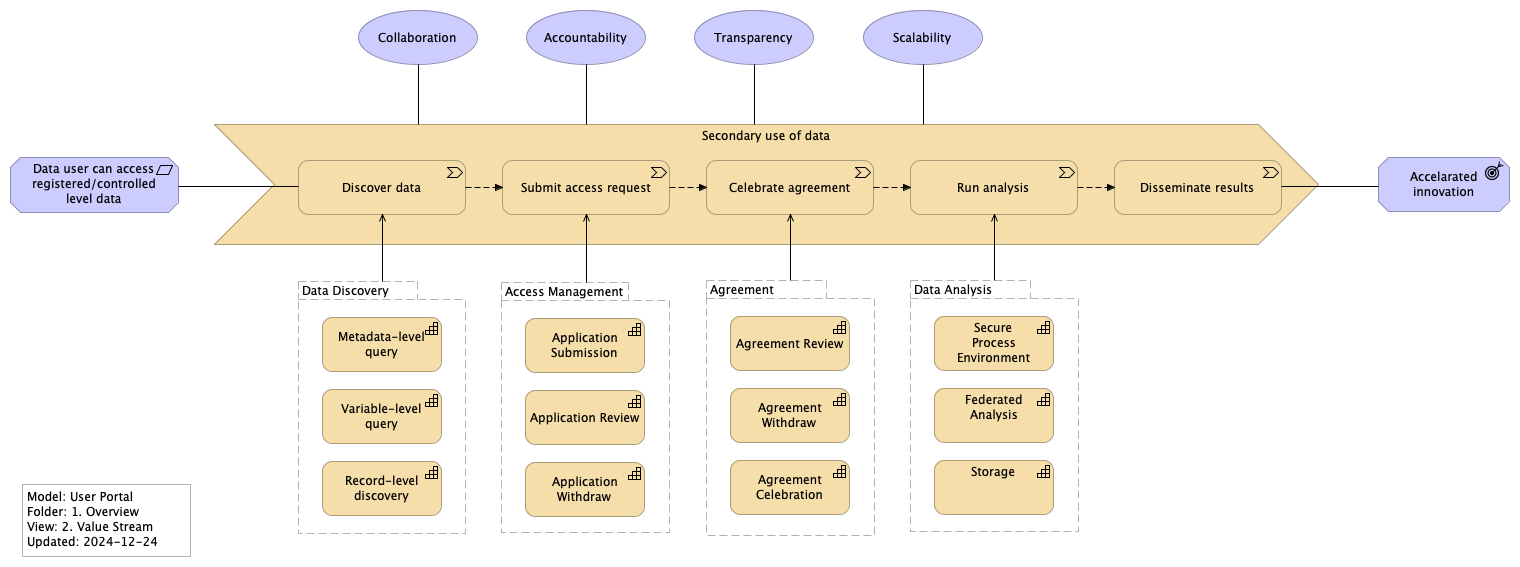 Collaboration
Accountability
Transparency
Scalability
Secondary use of data
Data user can access
registered/controlled
level data
Discover data
Submit access request
Celebrate agreement
Run analysis
Disseminate results
Accelarated
innovation
Data Discovery
Metadata-level
query
Variable-level
query
Record-level
discovery
Access Management
Application
Submission
Application Review
Application
Withdraw
Agreement
Agreement Review
Agreement
Withdraw
Agreement
Celebration
Data Analysis
Secure
Process
Environment
Federated
Analysis
Storage
Model: User Portal
Folder: 1. Overview
View: 2. Value Stream
Updated: 2024-12-24